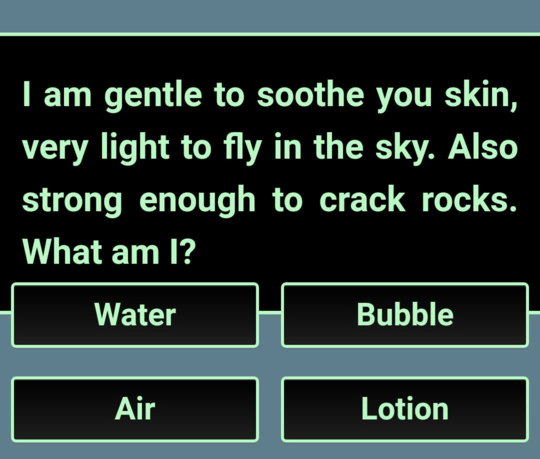 I am gentle to soothe you skin,
very light to fly in the sky. Also
strong enough to crack rocks.
What am I?
Water
Bubble
Air
Lotion